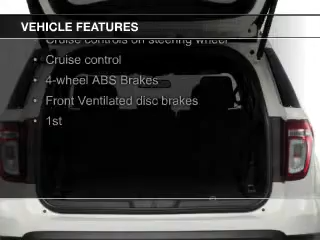 VEHICLE FEATURES
Cruise controls on steering wheel
• Cruise control
• 4-wheel ABS Brakes
• Front Ventilated disc brakes
• 1st